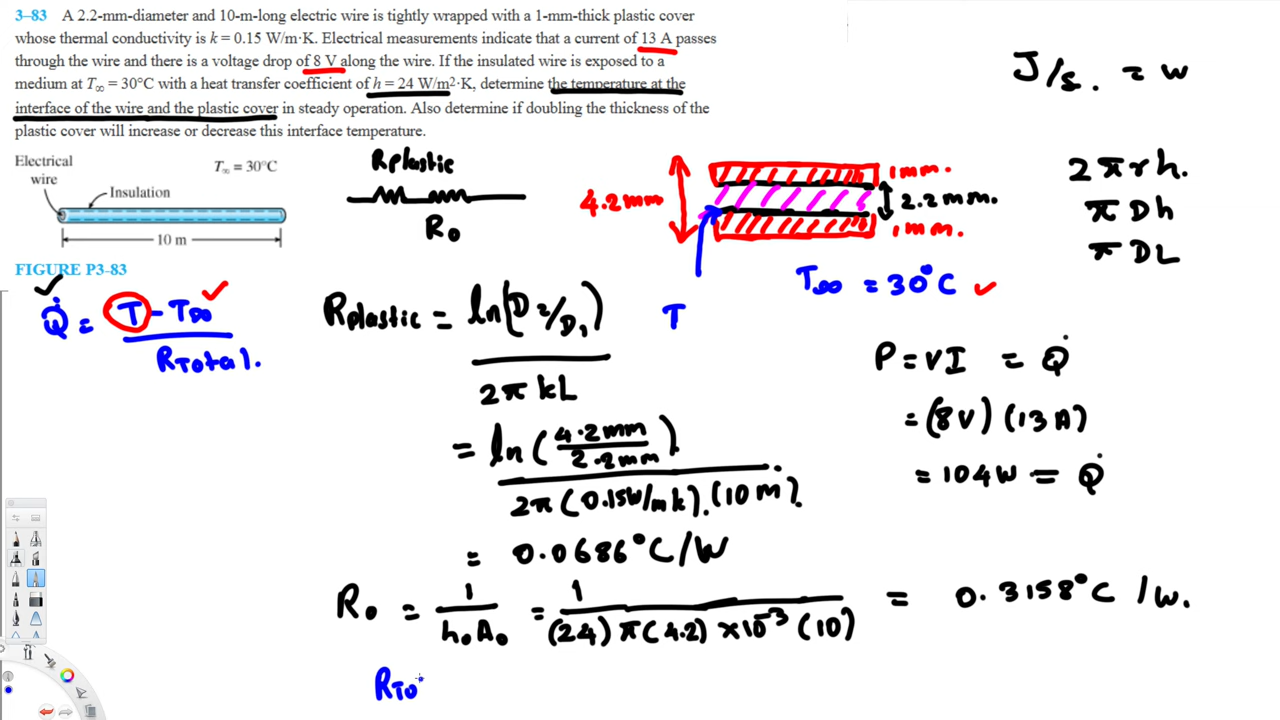 3–83 A 2.2-mm-diameter and 10-m-long electric wire is tightly wrapped with a 1-mm-thick plastic cover
whose thermal conductivity is k = 0.15 W/m·K. Electrical measurements indicate that a current of 13 A passes
through the wire and there is a voltage drop of 8 V along the wire. If the insulated wire is exposed to a
medium at T∞ = 30°C with a heat transfer coefficient of h = 24 W/m²·K, determine the temperature at the
interface of the wire and the plastic cover in steady operation. Also determine if doubling the thickness of the
plastic cover will increase or decrease this interface temperature.
J/s. = W
Electrical
wire
T∞ = 30°C
Insulation
10 m
FIGURE P3-83
Rplastic
Ro
4.2mm
1mm.
2.2mm.
1mm.
2πrh.
πDh
πDL
T∞ = 30°C
T
Q̇ = (T - T∞) / RTotal.
Rplastic = ln(D2/D1) / 2πkL
= ln(4.2mm/2.2mm) / 2π(0.15W/mk).(10m).
= 0.0686°C/W
P = VI = Q̇
= (8V)(13A)
= 104W = Q̇
Ro = 1/hoAo = 1/(24)π(4.2)×10⁻³(10) = 0.3158°C/W.
RTo